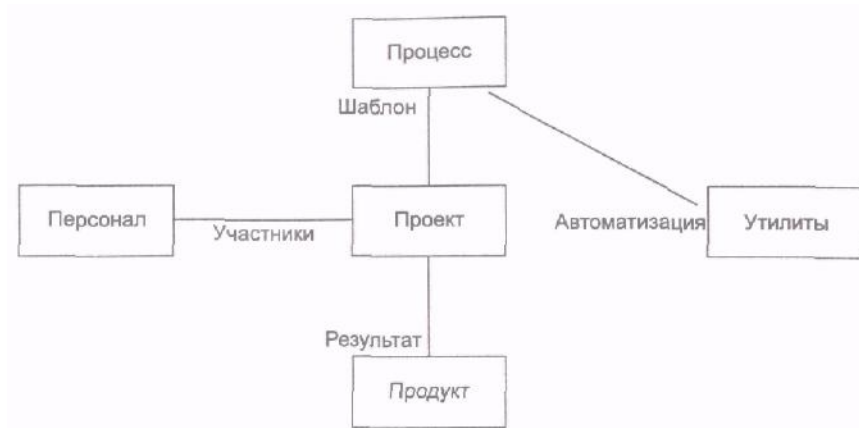 Процесс
Шаблон
Персонал
Участники
Проект
Автоматизация
Утилиты
Результат
Продукт